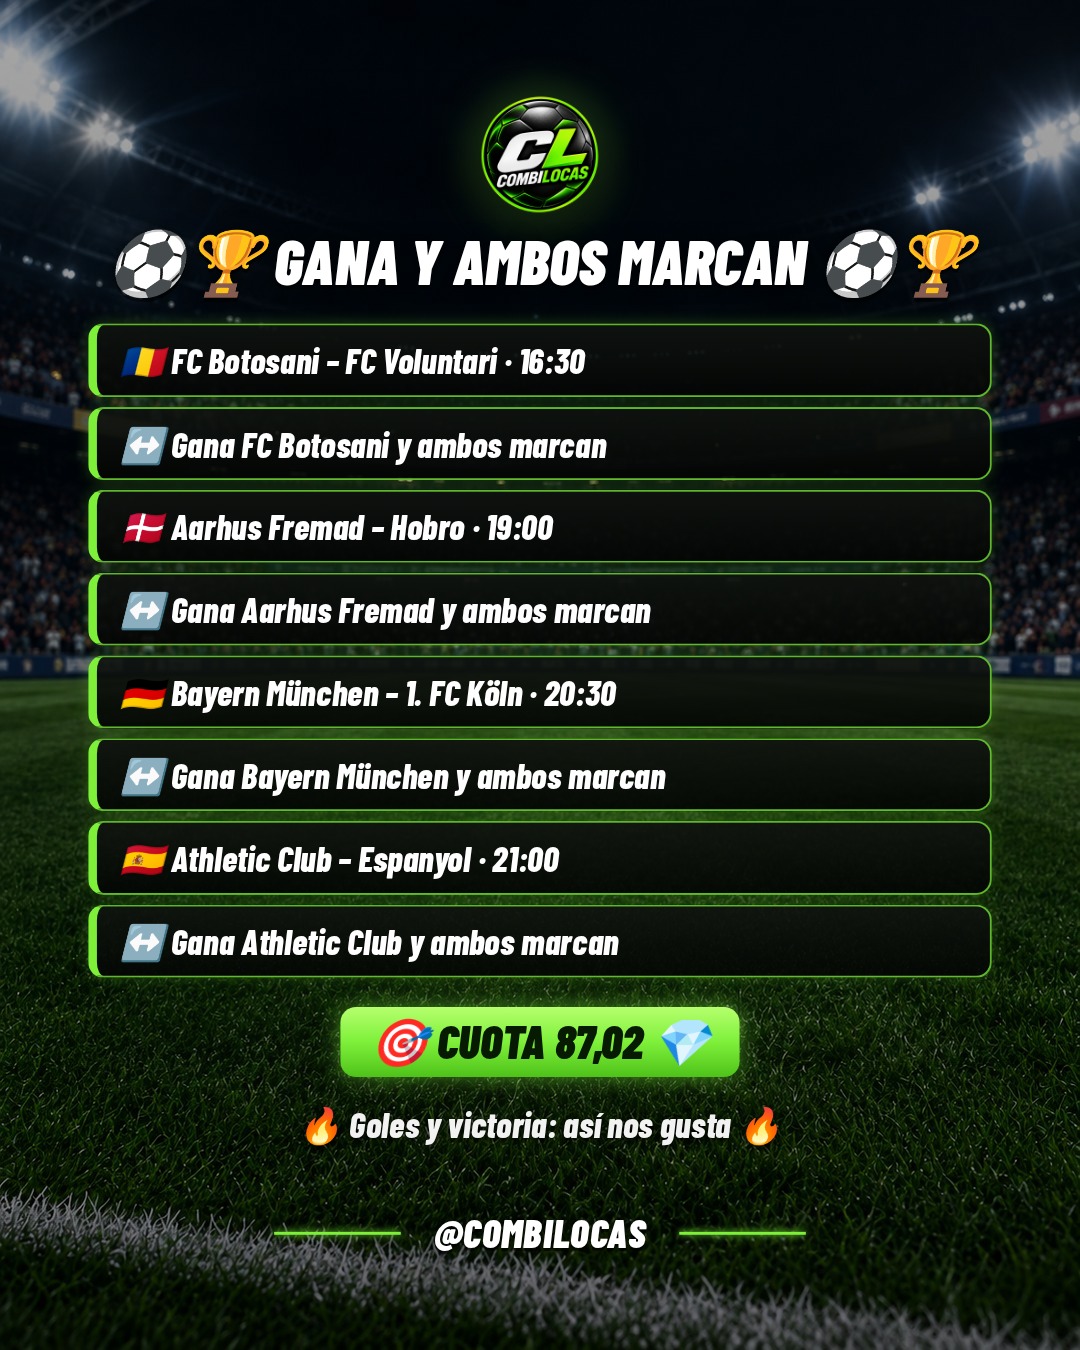 CL
COMBILOCAS
⚽🏆 GANA Y AMBOS MARCAN ⚽🏆
🇷🇴 FC Botosani – FC Voluntari · 16:30
↔️ Gana FC Botosani y ambos marcan
🇩🇰 Aarhus Fremad – Hobro · 19:00
↔️ Gana Aarhus Fremad y ambos marcan
🇩🇪 Bayern München – 1. FC Köln · 20:30
↔️ Gana Bayern München y ambos marcan
🇪🇸 Athletic Club – Espanyol · 21:00
↔️ Gana Athletic Club y ambos marcan
🎯 CUOTA 87,02 💎
🔥 Goles y victoria: así nos gusta 🔥
@COMBILOCAS